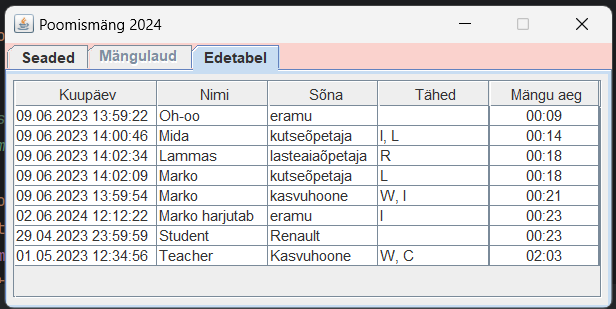 Poomismäng 2024
Seaded Mängulaud Edetabel
Kuupäev Nimi Sõna Tähed Mängu aeg
09.06.2023 13:59:22 Oh-oo eramu 00:09
09.06.2023 14:00:46 Mida kutseõpetaja I, L 00:14
09.06.2023 14:02:34 Lammas lasteaiaõpetaja R 00:18
09.06.2023 14:02:09 Marko kutseõpetaja L 00:18
09.06.2023 13:59:54 Marko kasvuhoone W, I 00:21
02.06.2024 12:12:22 Marko harjutab eramu I 00:23
29.04.2023 23:59:59 Student Renault 00:23
01.05.2023 12:34:56 Teacher Kasvuhoone W, C 02:03